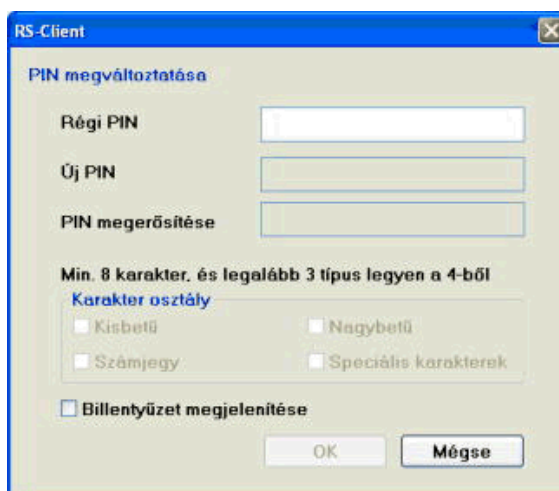 RS-Client
PIN megváltoztatása
Régi PIN
Új PIN
PIN megerősítése
Min. 8 karakter, és legalább 3 típus legyen a 4-ből
Karakter osztály
Kisbetű
Nagybetű
Számjegy
Speciális karakterek
Billentyűzet megjelenítése
OK
Mégse